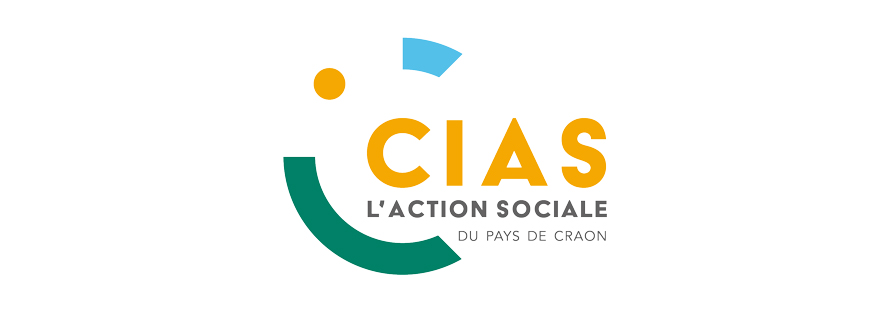 CIAS
L'ACTION SOCIALE
DU PAYS DE CRAON